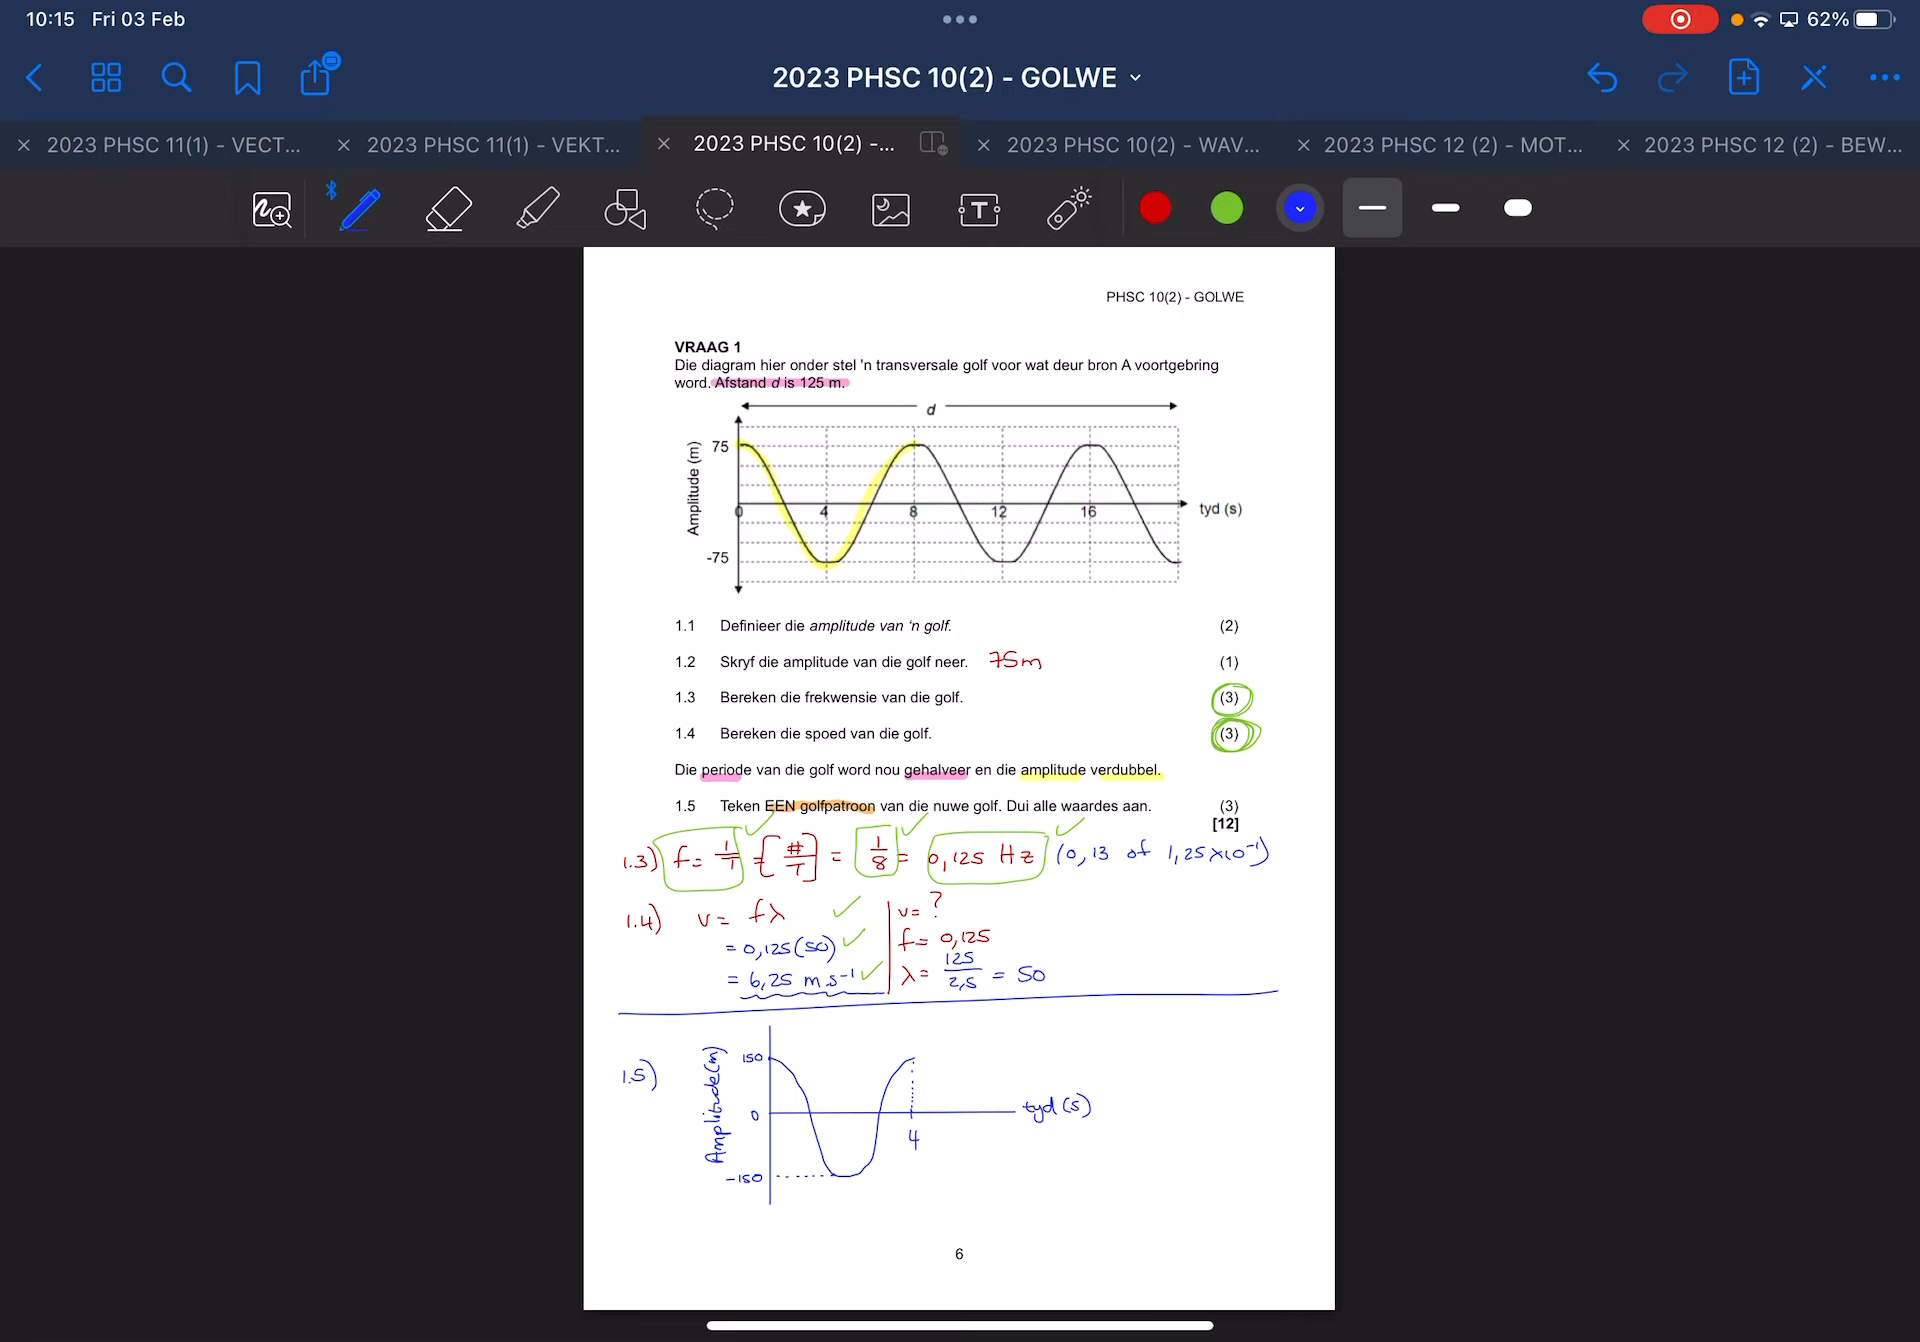 10:15 Fri 03 Feb
62%
2023 PHSC 10(2) - GOLWE
2023 PHSC 11(1) - VECT...
2023 PHSC 11(1) - VEKT...
2023 PHSC 10(2) -...
2023 PHSC 10(2) - WAV...
2023 PHSC 12 (2) - MOT...
2023 PHSC 12 (2) - BEW...
PHSC 10(2) - GOLWE
VRAAG 1
Die diagram hier onder stel 'n transversale golf voor wat deur bron A voortgebring
word. Afstand d is 125 m.
d
Amplitude (m)
75
0 4 8 12 16
tyd (s)
-75
1.1 Definieer die amplitude van ‘n golf. (2)
1.2 Skryf die amplitude van die golf neer. 75m (1)
1.3 Bereken die frekwensie van die golf. (3)
1.4 Bereken die spoed van die golf. (3)
Die periode van die golf word nou gehalveer en die amplitude verdubbel.
1.5 Teken EEN golfpatroon van die nuwe golf. Dui alle waardes aan. (3)
[12]
1.3) f = 1/T = [#/T] = 1/8 = 0,125 Hz (0,13 of 1,25×10⁻¹)
1.4) v = fλ
= 0,125(50)
= 6,25 m.s⁻¹
v = ?
f = 0,125
λ = 125/2,5 = 50
1.5)
Amplitude(m)
150
0
-150
4
tyd (s)
6